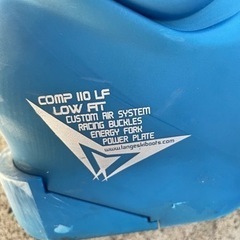 COMP 110 LF
LOW FIT
CUSTOM AIR SYSTEM
RACING BUCKLES
ENERGY FORK
POWER PLATE
www.langeskiboots.com